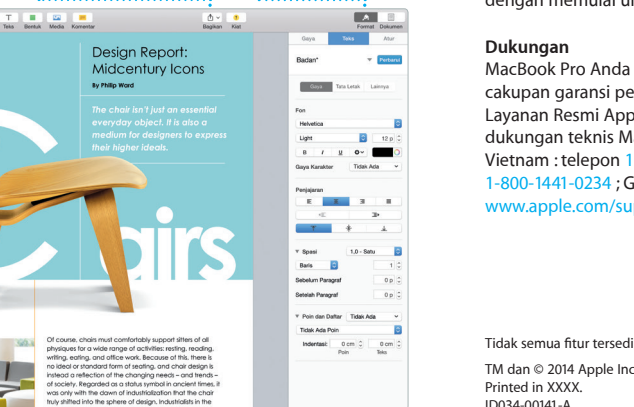 Teks Bentuk Media Komentar Bagikan Kiat Format Dokumen
Design Report:
Midcentury Icons
By Philip Ward
The chair isn't just an essential
everyday object. It is also a
medium for designers to express
their higher ideals.
C
airs
Of course, chairs must comfortably support sitters of all
physiques for a wide range of activities: resting, reading,
writing, eating, and office work. Because of this, there is
no ideal or standard form of seating, and chair design is
instead a reflection of the changing needs – and trends –
of society. Regarded as a status symbol in ancient times, it
was only with the dawn of industrialization that the chair
truly shifted into the sphere of design. Industrialists in the
Gaya Teks Atur
Badan* Perbarui
Gaya Tata Letak Lainnya
Fon
Helvetica
Light 12 p
B I U
Gaya Karakter Tidak Ada
Penjajaran
Spasi 1,0 - Satu
Baris 1
Sebelum Paragraf 0 p
Setelah Paragraf 0 p
Poin dan Daftar Tidak Ada
Tidak Ada Poin
Indentasi: 0 cm 0 cm
Poin Teks
Dukungan
MacBook Pro Anda
cakupan garansi pe
Layanan Resmi App
dukungan teknis M
Vietnam : telepon 1
1-800-1441-0234 ; G
www.apple.com/su
Tidak semua fitur tersedi
TM dan © 2014 Apple Inc
Printed in XXXX.
ID034-00141-A